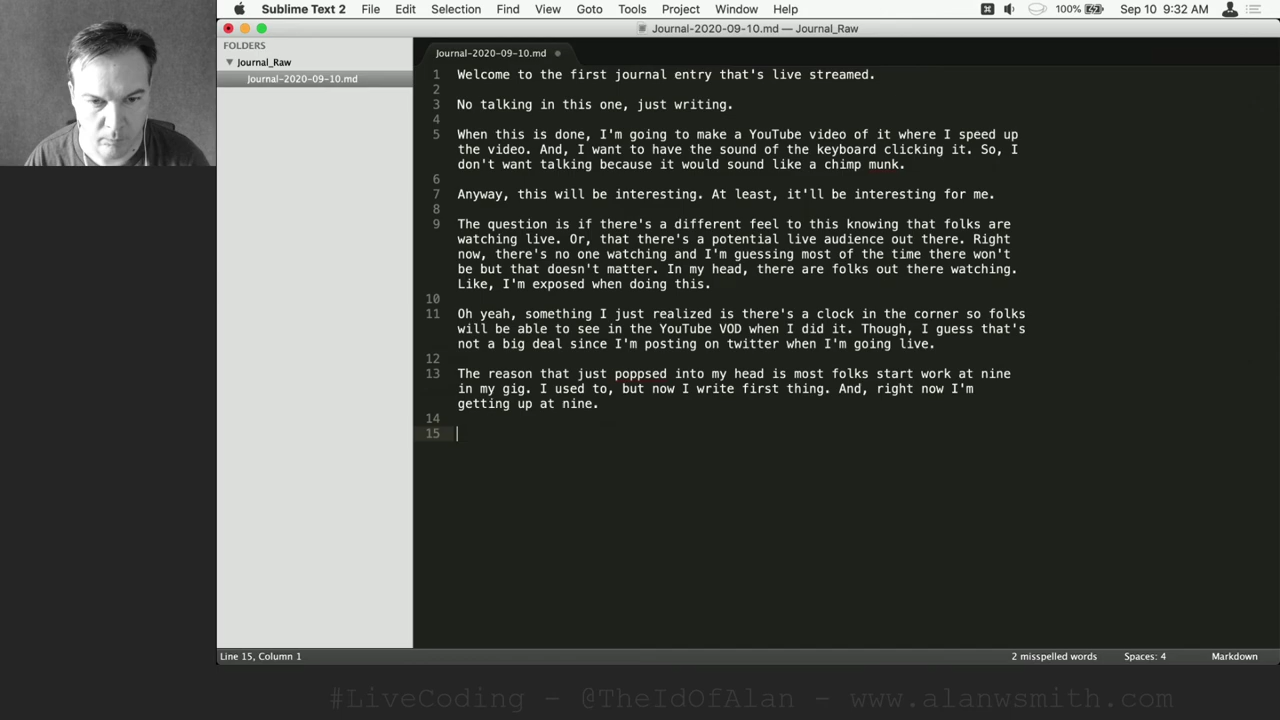 Sublime Text 2 File Edit Selection Find View Goto Tools Project Window Help 100% Sep 10 9:32 AM
Journal-2020-09-10.md — Journal_Raw
FOLDERS
Journal_Raw
Journal-2020-09-10.md
Journal-2020-09-10.md
1 Welcome to the first journal entry that's live streamed.
2
3 No talking in this one, just writing.
4
5 When this is done, I'm going to make a YouTube video of it where I speed up
the video. And, I want to have the sound of the keyboard clicking it. So, I
don't want talking because it would sound like a chimp munk.
6
7 Anyway, this will be interesting. At least, it'll be interesting for me.
8
9 The question is if there's a different feel to this knowing that folks are
watching live. Or, that there's a potential live audience out there. Right
now, there's no one watching and I'm guessing most of the time there won't
be but that doesn't matter. In my head, there are folks out there watching.
Like, I'm exposed when doing this.
10
11 Oh yeah, something I just realized is there's a clock in the corner so folks
will be able to see in the YouTube VOD when I did it. Though, I guess that's
not a big deal since I'm posting on twitter when I'm going live.
12
13 The reason that just poppsed into my head is most folks start work at nine
in my gig. I used to, but now I write first thing. And, right now I'm
getting up at nine.
14
15
Line 15, Column 1 2 misspelled words Spaces: 4 Markdown
#LiveCoding - @TheIdOfAlan - www.alanwsmith.com